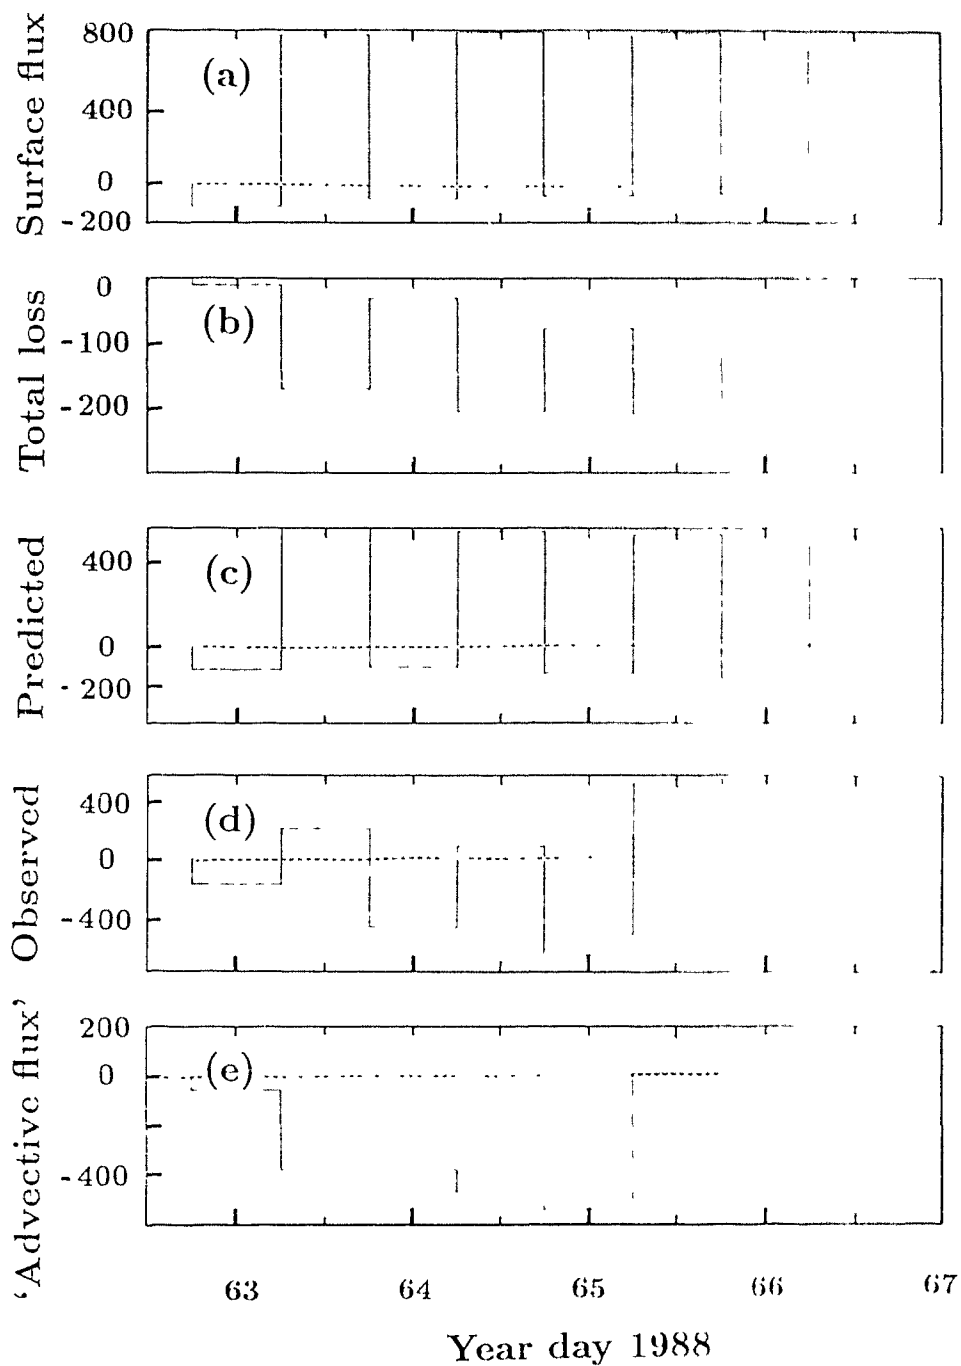 Surface flux
800
400
0
-200
(a)
Total loss
0
-100
-200
(b)
Predicted
400
0
-200
(c)
Observed
400
0
-400
(d)
'Advective flux'
200
0
-400
(e)
63 64 65 66 67
Year day 1988